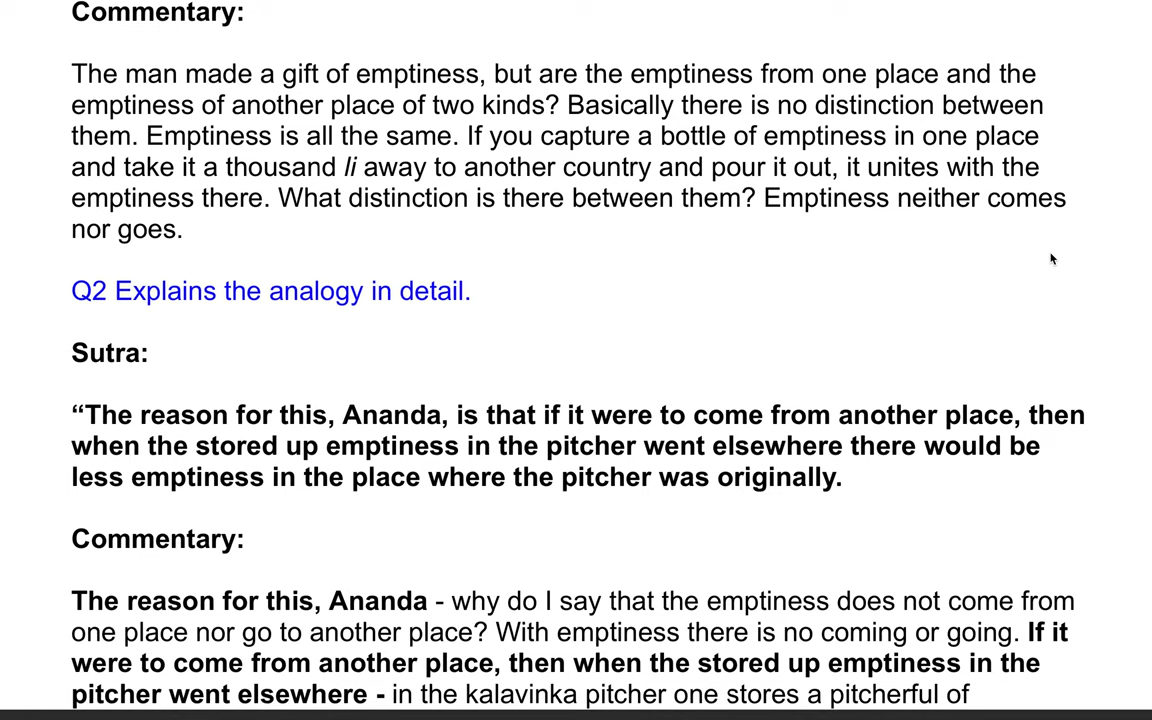 Commentary:
The man made a gift of emptiness, but are the emptiness from one place and the
emptiness of another place of two kinds? Basically there is no distinction between
them. Emptiness is all the same. If you capture a bottle of emptiness in one place
and take it a thousand li away to another country and pour it out, it unites with the
emptiness there. What distinction is there between them? Emptiness neither comes
nor goes.
Q2 Explains the analogy in detail.
Sutra:
“The reason for this, Ananda, is that if it were to come from another place, then
when the stored up emptiness in the pitcher went elsewhere there would be
less emptiness in the place where the pitcher was originally.
Commentary:
The reason for this, Ananda - why do I say that the emptiness does not come from
one place nor go to another place? With emptiness there is no coming or going. If it
were to come from another place, then when the stored up emptiness in the
pitcher went elsewhere - in the kalavinka pitcher one stores a pitcherful of